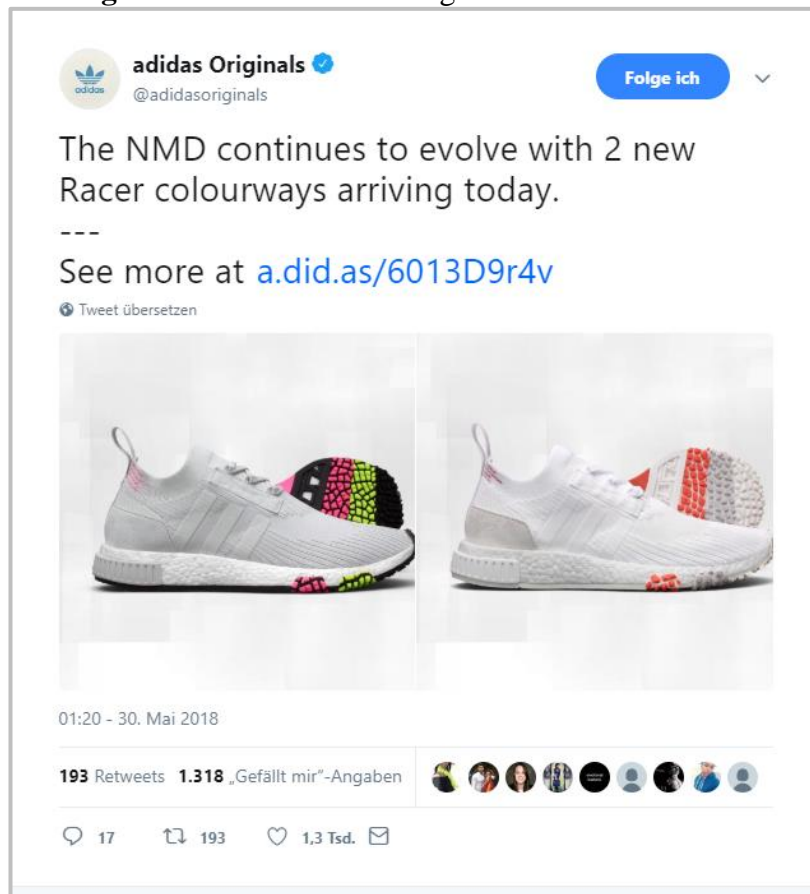 adidas
adidas Originals
@adidasoriginals
Folge ich
The NMD continues to evolve with 2 new
Racer colourways arriving today.
---
See more at a.did.as/6013D9r4v
Tweet übersetzen
01:20 - 30. Mai 2018
193 Retweets 1.318 „Gefällt mir"-Angaben
17 193 1,3 Tsd.